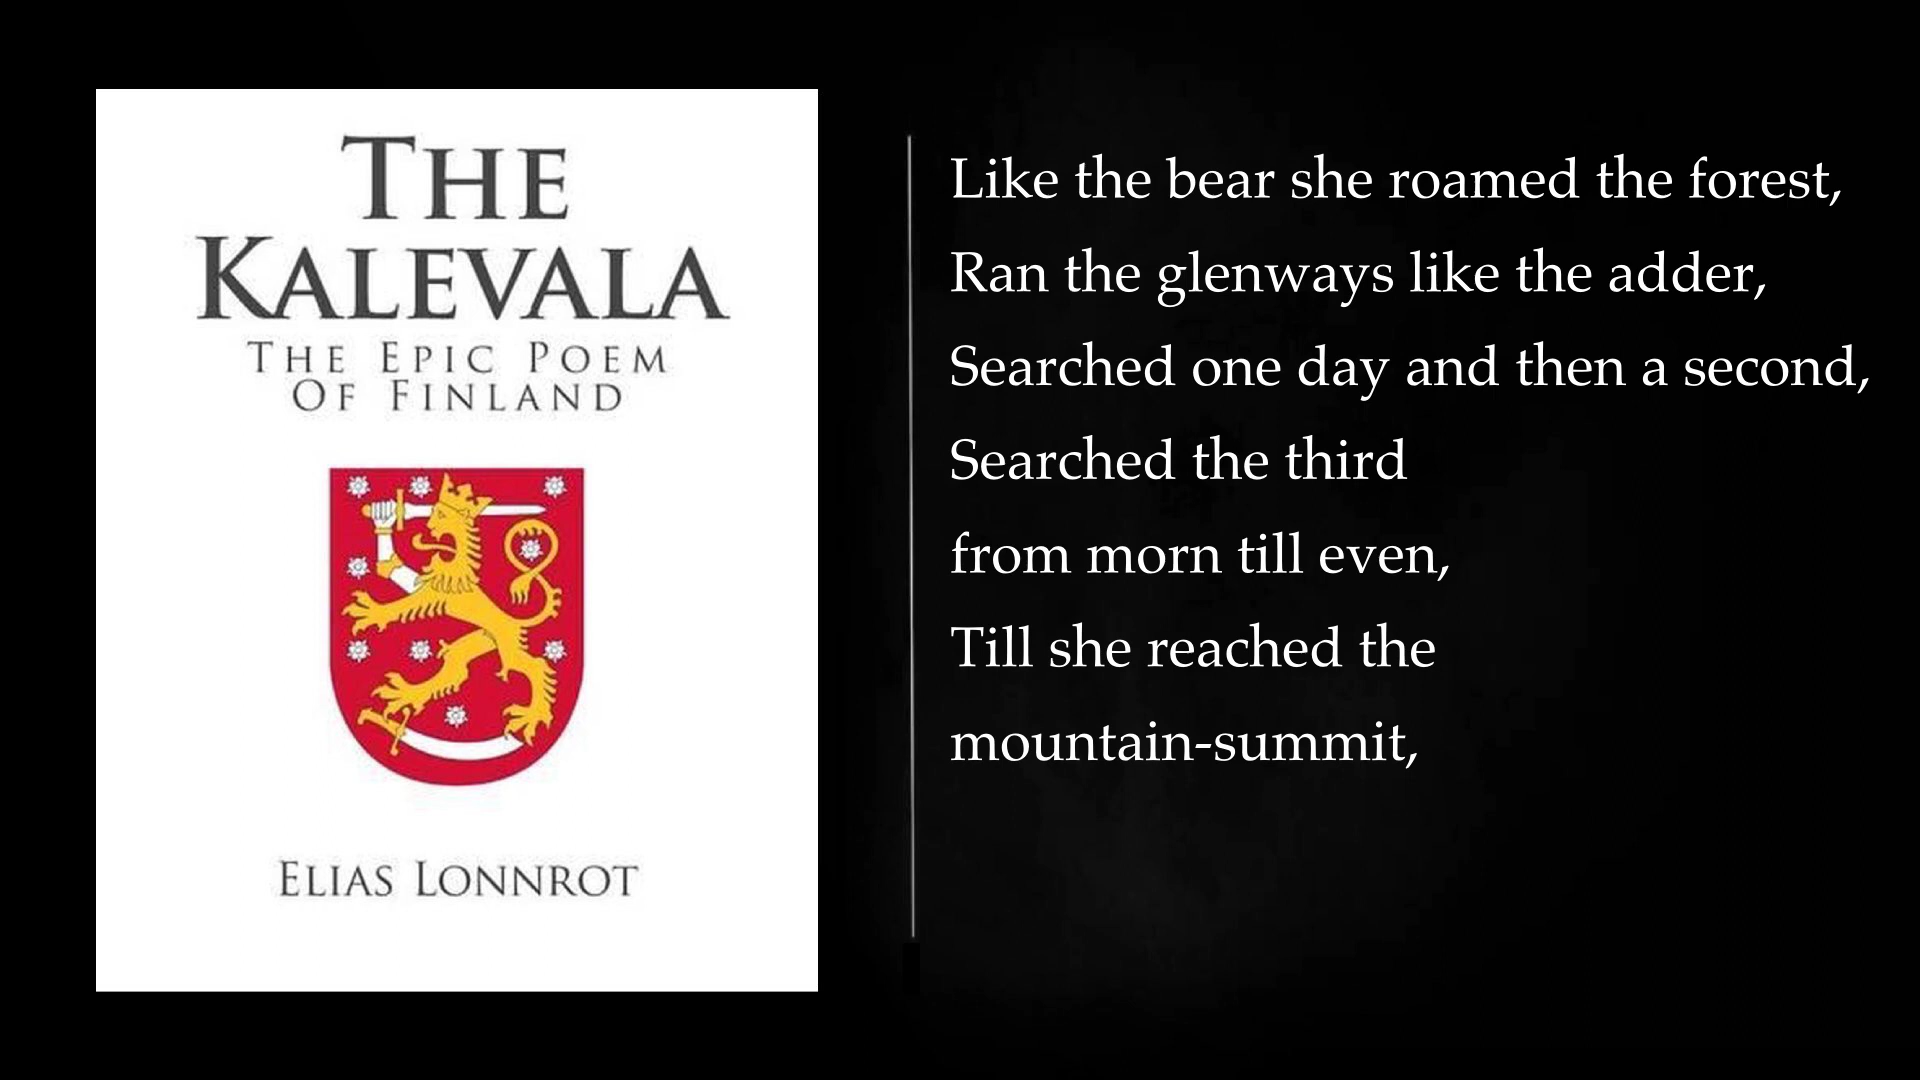 THE
KALEVALA
THE EPIC POEM
OF FINLAND
ELIAS LONNROT
Like the bear she roamed the forest,
Ran the glenways like the adder,
Searched one day and then a second,
Searched the third
from morn till even,
Till she reached the
mountain-summit,